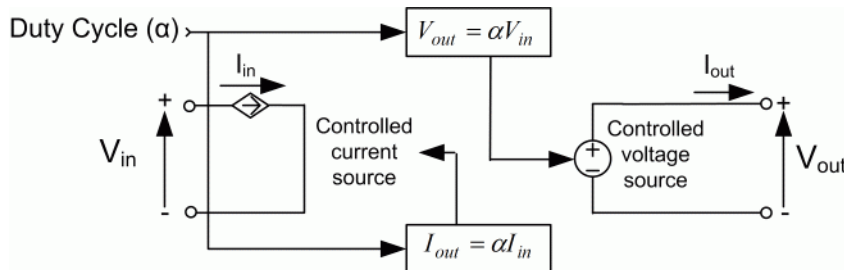 Duty Cycle (α)
V_out = αV_in
I_in
I_out
+
+
V_in
Controlled
current
source
+
−
Controlled
voltage
source
V_out
-
-
I_out = αI_in